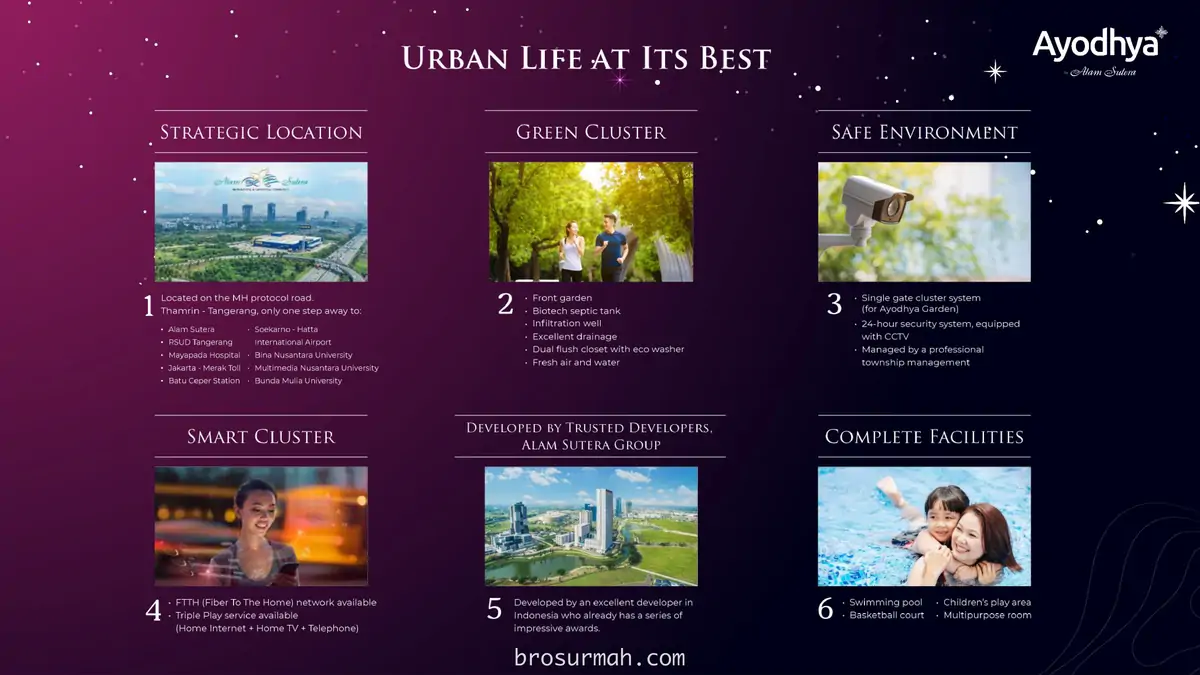 URBAN LIFE AT ITS BEST
Ayodhya
by Alam Sutera
STRATEGIC LOCATION
Alam Sutera
1
Located on the MH protocol road.
Thamrin - Tangerang, only one step away to:
• Alam Sutera
• RSUD Tangerang
• Mayapada Hospital
• Jakarta - Merak Toll
• Batu Ceper Station
• Soekarno - Hatta
International Airport
• Bina Nusantara University
• Multimedia Nusantara University
• Bunda Mulia University
GREEN CLUSTER
2
• Front garden
• Biotech septic tank
• Infiltration well
• Excellent drainage
• Dual flush closet with eco washer
• Fresh air and water
SAFE ENVIRONMENT
3
• Single gate cluster system
(for Ayodhya Garden)
• 24-hour security system, equipped
with CCTV
• Managed by a professional
township management
SMART CLUSTER
4
• FTTH (Fiber To The Home) network available
• Triple Play service available
(Home Internet + Home TV + Telephone)
DEVELOPED BY TRUSTED DEVELOPERS,
ALAM SUTERA GROUP
5
Developed by an excellent developer in
Indonesia who already has a series of
impressive awards.
COMPLETE FACILITIES
6
• Swimming pool
• Basketball court
• Children's play area
• Multipurpose room
brosurmah.com